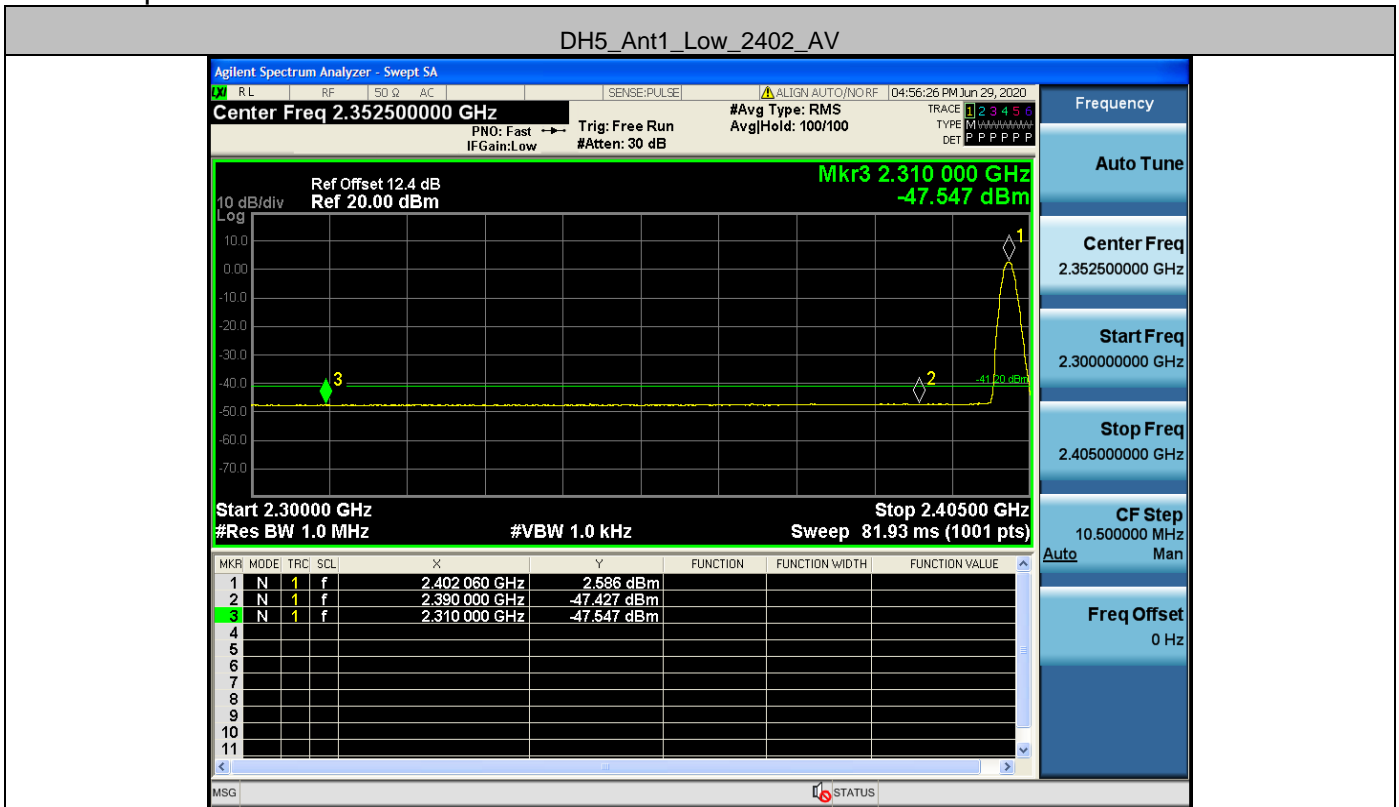 DH5_Ant1_Low_2402_AV
Agilent Spectrum Analyzer - Swept SA
LXI RL RF 50 Ω AC SENSE:PULSE ALIGN AUTO/NO RF 04:56:26 PM Jun 29, 2020
Center Freq 2.352500000 GHz
PNO: Fast
IFGain:Low
Trig: Free Run
#Atten: 30 dB
#Avg Type: RMS
Avg|Hold: 100/100
TRACE 1 2 3 4 5 6
TYPE M W W W W W
DET P P P P P P
Mkr3 2.310 000 GHz
-47.547 dBm
Ref Offset 12.4 dB
10 dB/div Ref 20.00 dBm
Log
10.0
0.00
-10.0
-20.0
-30.0
-40.0
-50.0
-60.0
-70.0
1
2
3
-41.20 dBm
Start 2.30000 GHz Stop 2.40500 GHz
#Res BW 1.0 MHz #VBW 1.0 kHz Sweep 81.93 ms (1001 pts)
MKR MODE TRC SCL X Y FUNCTION FUNCTION WIDTH FUNCTION VALUE
1 N 1 f 2.402 060 GHz 2.586 dBm
2 N 1 f 2.390 000 GHz -47.427 dBm
3 N 1 f 2.310 000 GHz -47.547 dBm
4
5
6
7
8
9
10
11
MSG STATUS
Frequency
Auto Tune
Center Freq
2.352500000 GHz
Start Freq
2.300000000 GHz
Stop Freq
2.405000000 GHz
CF Step
10.500000 MHz
Auto Man
Freq Offset
0 Hz